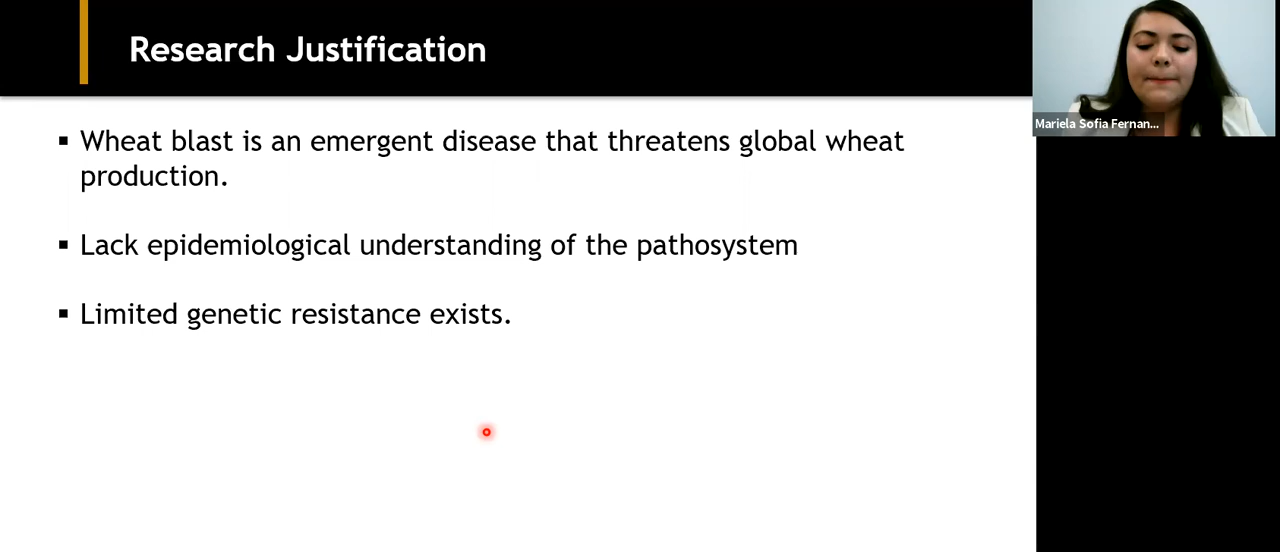 Research Justification
Mariela Sofia Fernan...
▪ Wheat blast is an emergent disease that threatens global wheat
production.
▪ Lack epidemiological understanding of the pathosystem
▪ Limited genetic resistance exists.